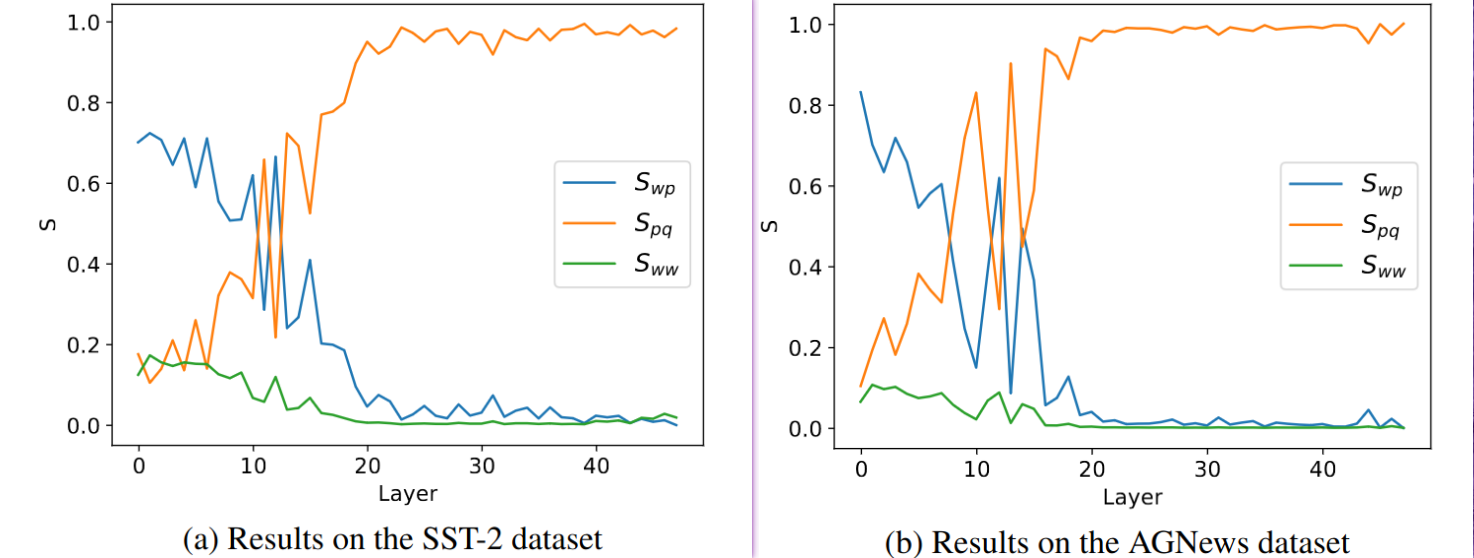 1.0
0.8
0.6
0.4
0.2
0.0
S
0 10 20 30 40
Layer
S_wp
S_pq
S_ww
(a) Results on the SST-2 dataset
1.0
0.8
0.6
0.4
0.2
0.0
S
0 10 20 30 40
Layer
S_wp
S_pq
S_ww
(b) Results on the AGNews dataset